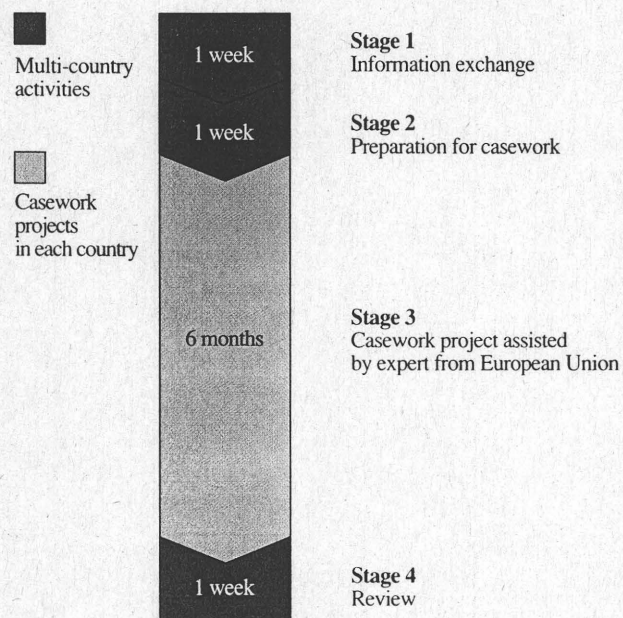 Multi-country
activities
Casework
projects
in each country
1 week
Stage 1
Information exchange
1 week
Stage 2
Preparation for casework
6 months
Stage 3
Casework project assisted
by expert from European Union
1 week
Stage 4
Review